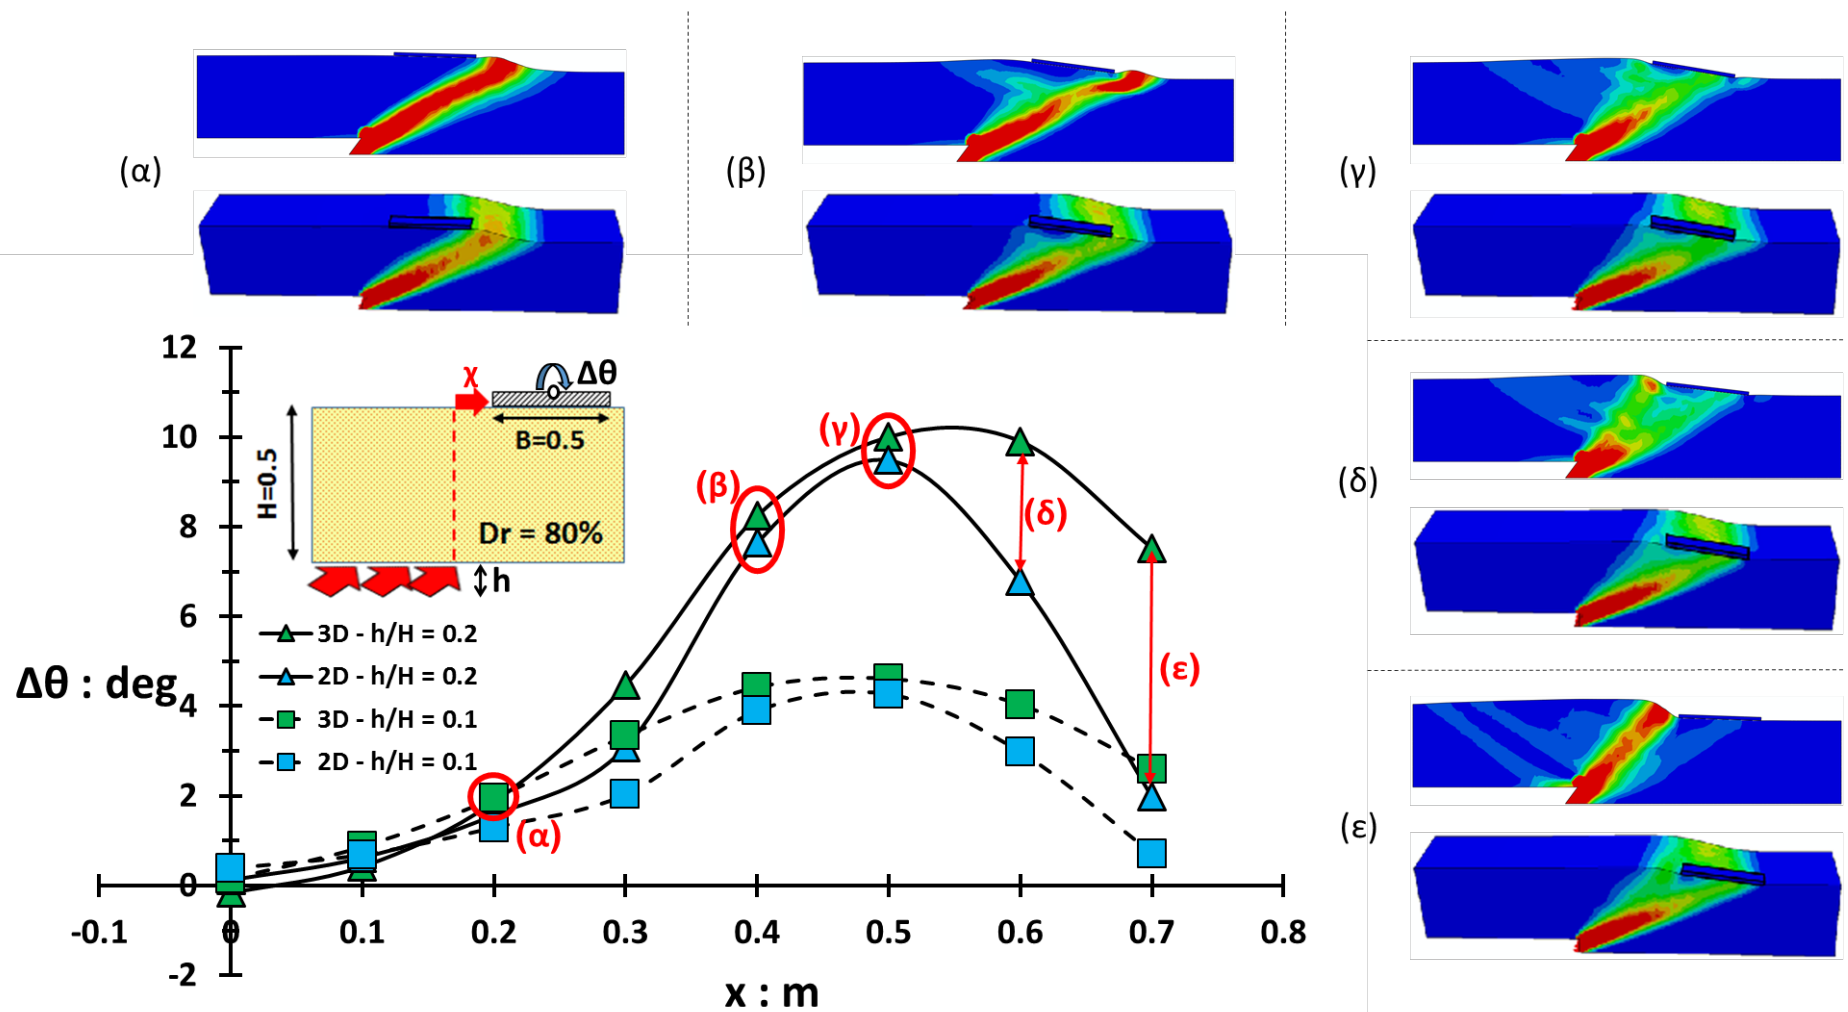 (α)
(β)
(γ)
(δ)
(ε)
12
10
8
6
4
2
0
-2
Δθ : deg
-0.1
0
0.1
0.2
0.3
0.4
0.5
0.6
0.7
0.8
x : m
χ
Δθ
B=0.5
H=0.5
Dr = 80%
h
3D - h/H = 0.2
2D - h/H = 0.2
3D - h/H = 0.1
2D - h/H = 0.1
(α)
(β)
(γ)
(δ)
(ε)